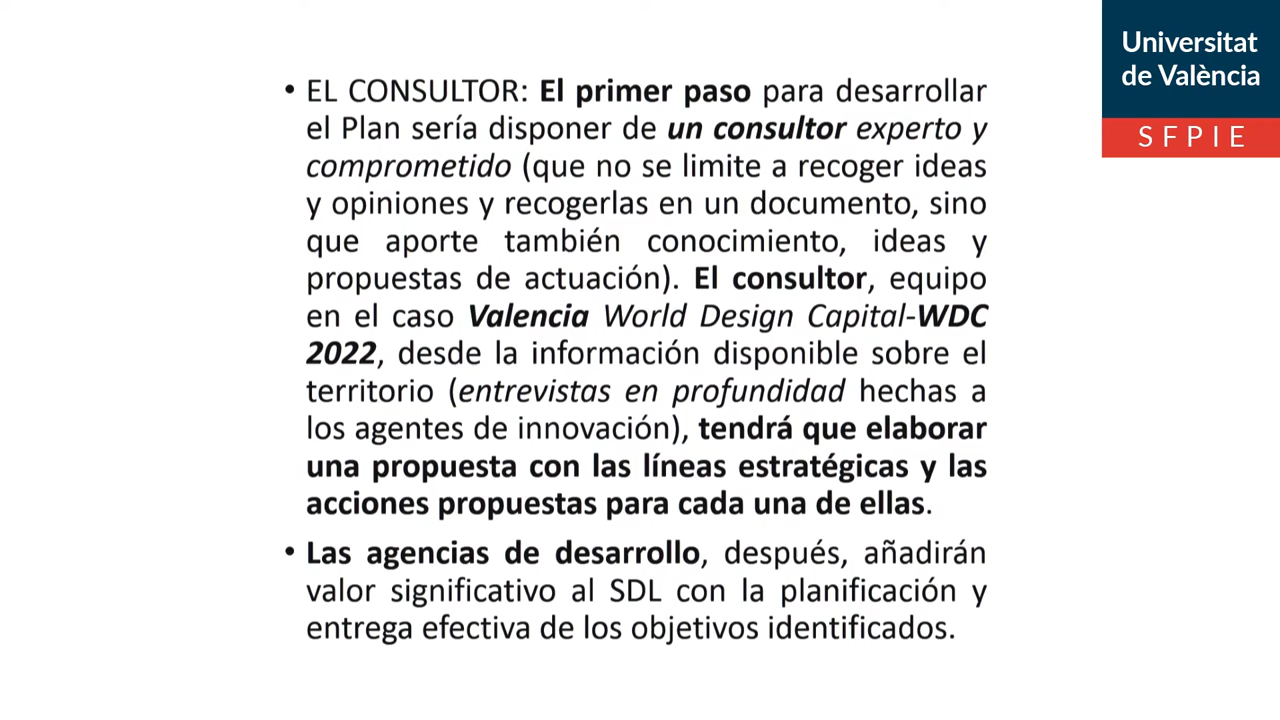 Universitat
de València
SFPIE
• EL CONSULTOR: El primer paso para desarrollar
el Plan sería disponer de un consultor experto y
comprometido (que no se limite a recoger ideas
y opiniones y recogerlas en un documento, sino
que aporte también conocimiento, ideas y
propuestas de actuación). El consultor, equipo
en el caso Valencia World Design Capital-WDC
2022, desde la información disponible sobre el
territorio (entrevistas en profundidad hechas a
los agentes de innovación), tendrá que elaborar
una propuesta con las líneas estratégicas y las
acciones propuestas para cada una de ellas.
• Las agencias de desarrollo, después, añadirán
valor significativo al SDL con la planificación y
entrega efectiva de los objetivos identificados.